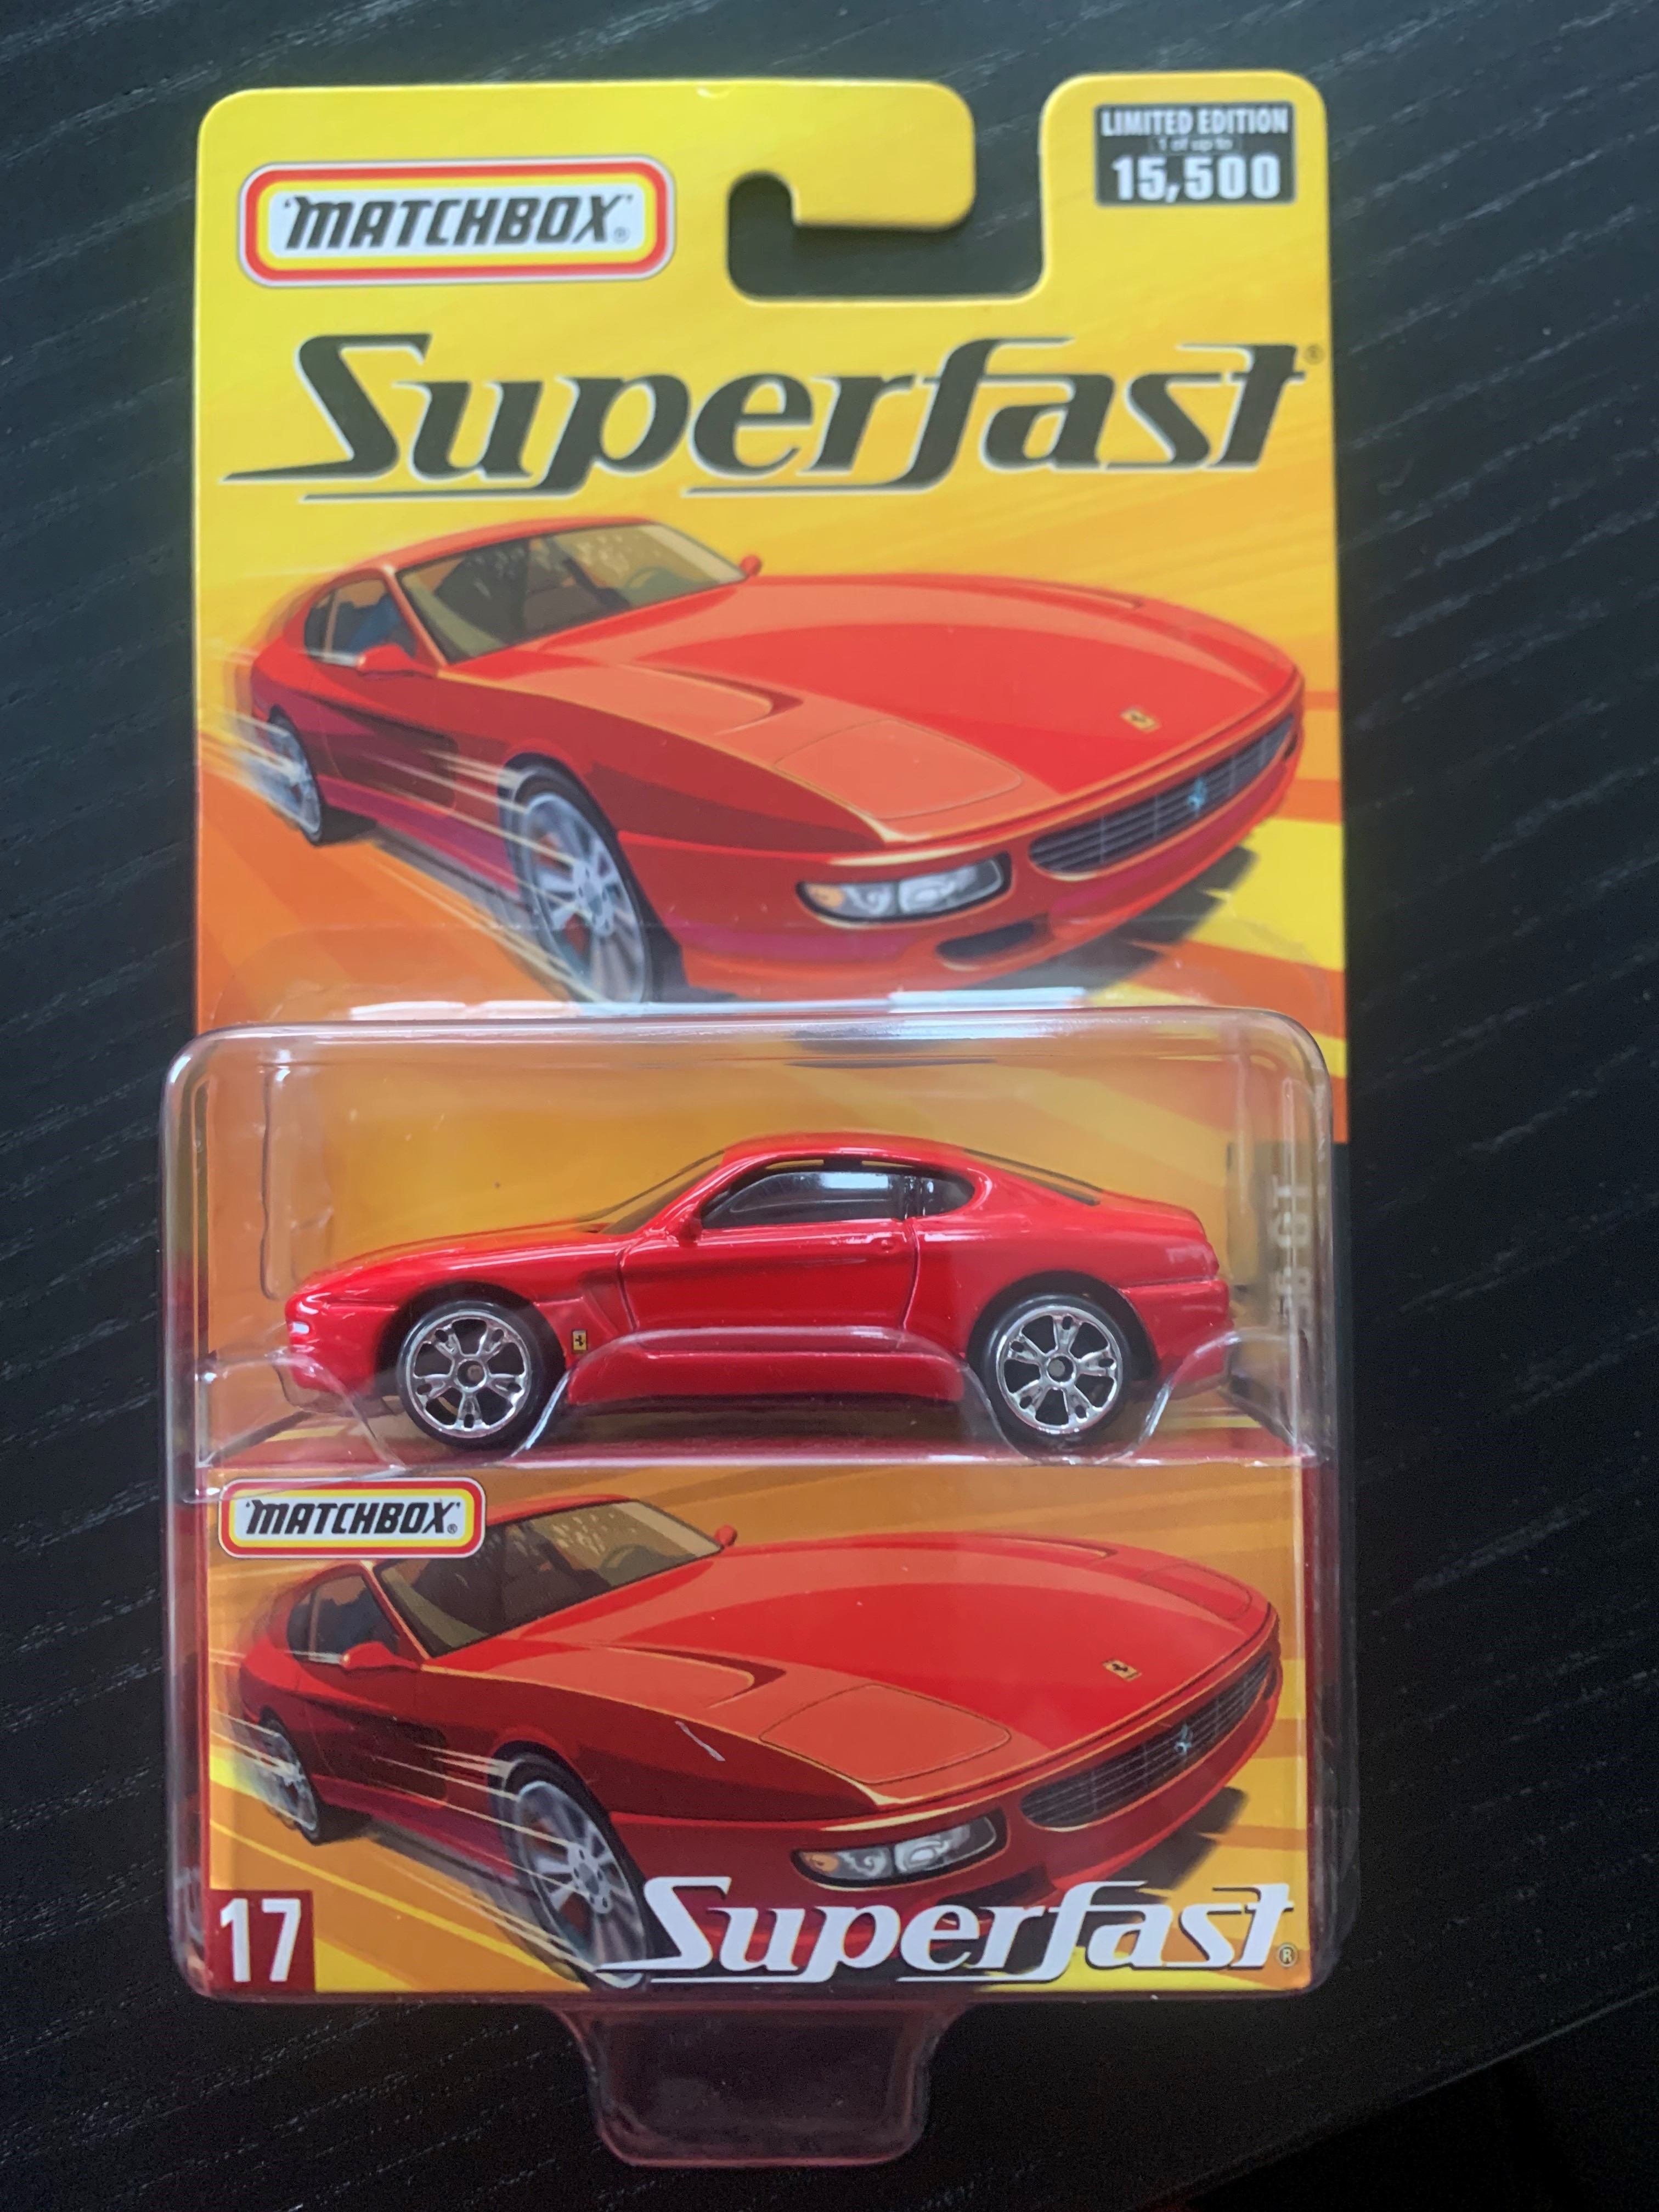 LIMITED EDITION
1 of up to
15,500
"MATCHBOX"®
Superfast®
"MATCHBOX"®
17
Superfast®